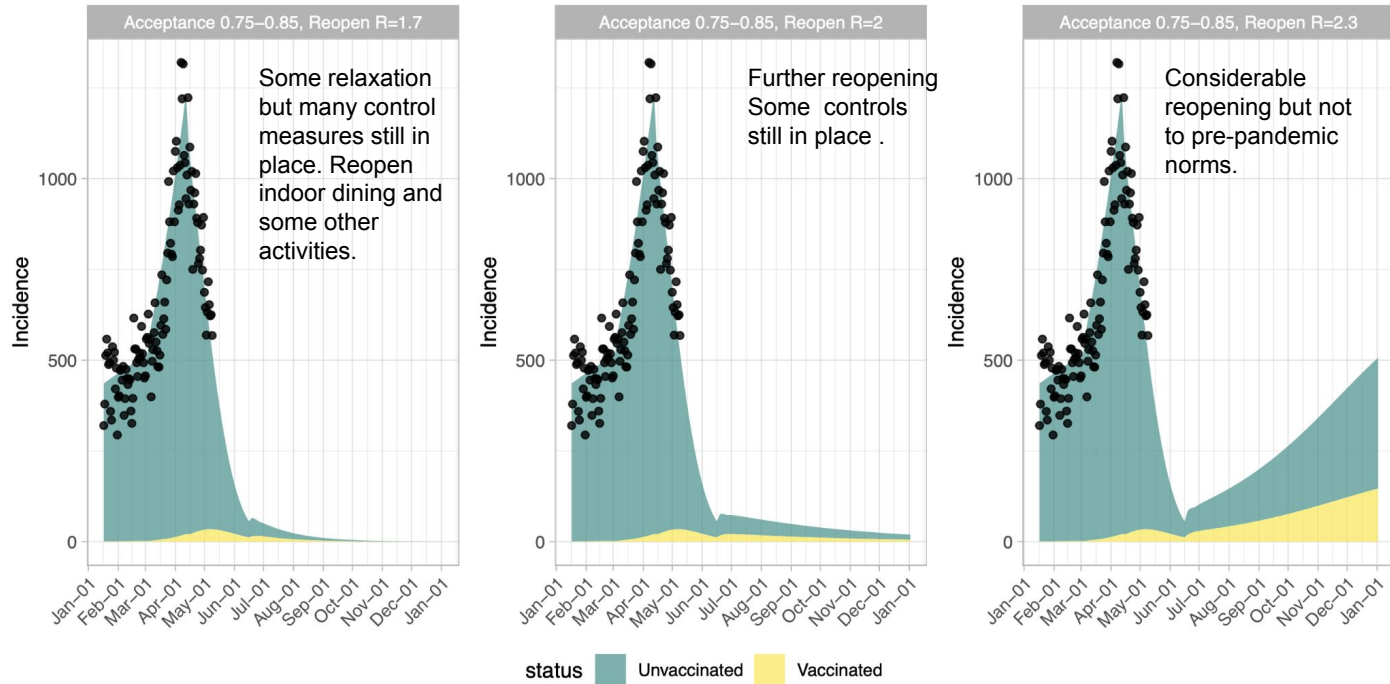 Acceptance 0.75−0.85, Reopen R=1.7
Some relaxation
but many control
measures still in
place. Reopen
indoor dining and
some other
activities.
Incidence
1000
500
0
Jan−01
Feb−01
Mar−01
Apr−01
May−01
Jun−01
Jul−01
Aug−01
Sep−01
Oct−01
Nov−01
Dec−01
Jan−01
Acceptance 0.75−0.85, Reopen R=2
Further reopening
Some controls
still in place .
Incidence
1000
500
0
Jan−01
Feb−01
Mar−01
Apr−01
May−01
Jun−01
Jul−01
Aug−01
Sep−01
Oct−01
Nov−01
Dec−01
Jan−01
Acceptance 0.75−0.85, Reopen R=2.3
Considerable
reopening but not
to pre-pandemic
norms.
Incidence
1000
500
0
Jan−01
Feb−01
Mar−01
Apr−01
May−01
Jun−01
Jul−01
Aug−01
Sep−01
Oct−01
Nov−01
Dec−01
Jan−01
status Unvaccinated Vaccinated